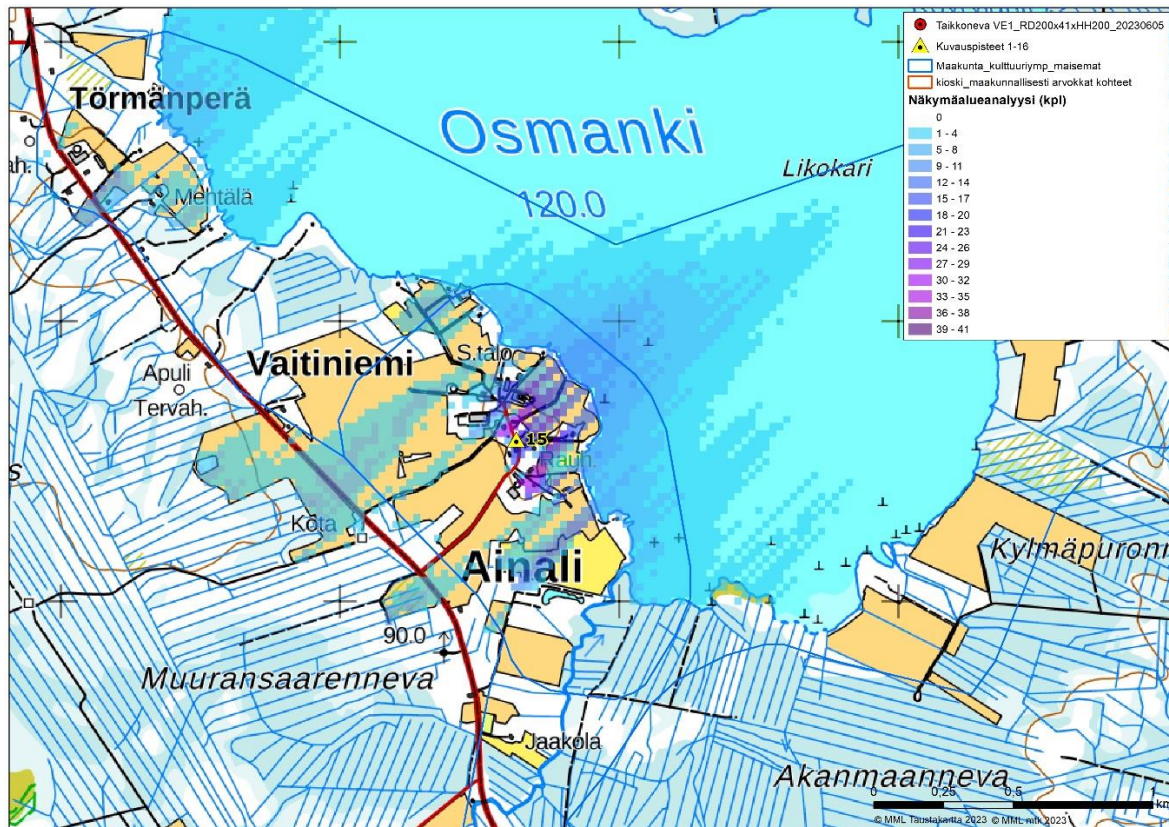 Taikkoneva VE1_RD200x41xHH200_20230605
Kuvauspisteet 1-16
Maakunta_kulttuuriymp_maisemat
kioski_maakunnallisesti arvokkat kohteet
Näkymäalueanalyysi (kpl)
0
1 - 4
5 - 8
9 - 11
12 - 14
15 - 17
18 - 20
21 - 23
24 - 26
27 - 29
30 - 32
33 - 35
36 - 38
39 - 41
Törmänperä
Osmanki
Likokari
ah.
Mehtälä
120.0
S.talo
Vaitiniemi
Apuli
Tervah.
15
Rauh.
s
Kota
Ainali
Kylmäpuronn
90.0
Muuransaarenneva
Jaakola
Akanmaanneva
0 0,25 0,5 1
km
© MML Taustakartta 2023 © MML mtk 2023